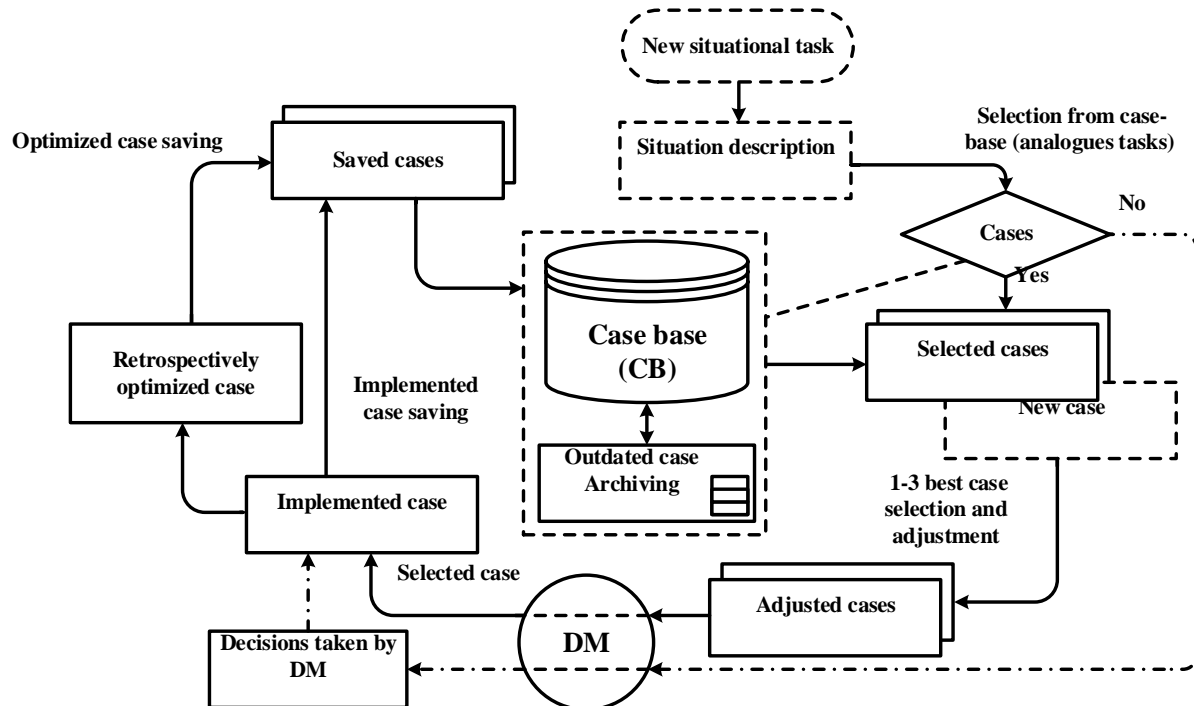 New situational task
Selection from case-
base (analogues tasks)
Optimized case saving
Saved cases
Situation description
No
Cases
Yes
Case base
(CB)
Selected cases
Retrospectively
optimized case
Implemented
case saving
New case
Outdated case
Archiving
1-3 best case
selection and
adjustment
Implemented case
Selected case
Adjusted cases
DM
Decisions taken by
DM